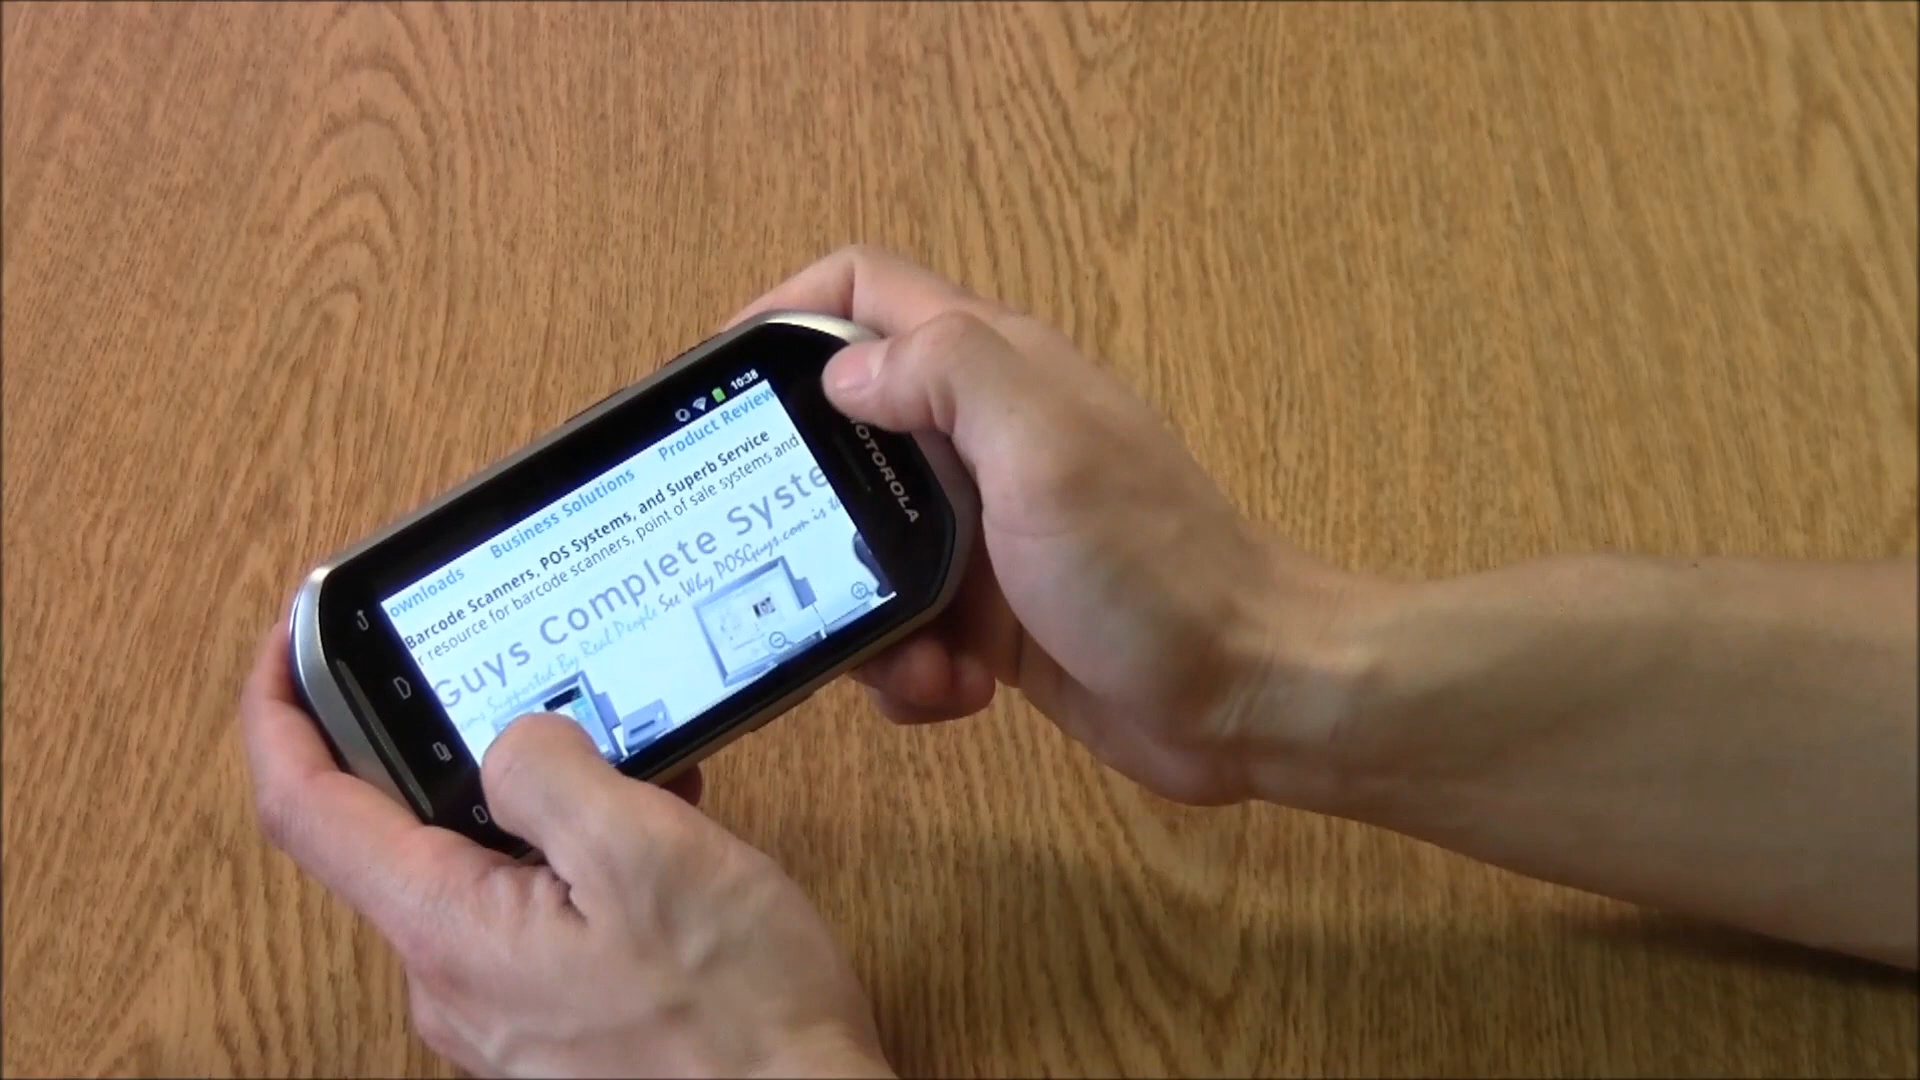 10:38
ownloads Business Solutions Product Review
Barcode Scanners, POS Systems, and Superb Service
r resource for barcode scanners, point of sale systems and
Guys Complete Syste
ems Supported By Real People See Why POSGuys.com is t
MOTOROLA